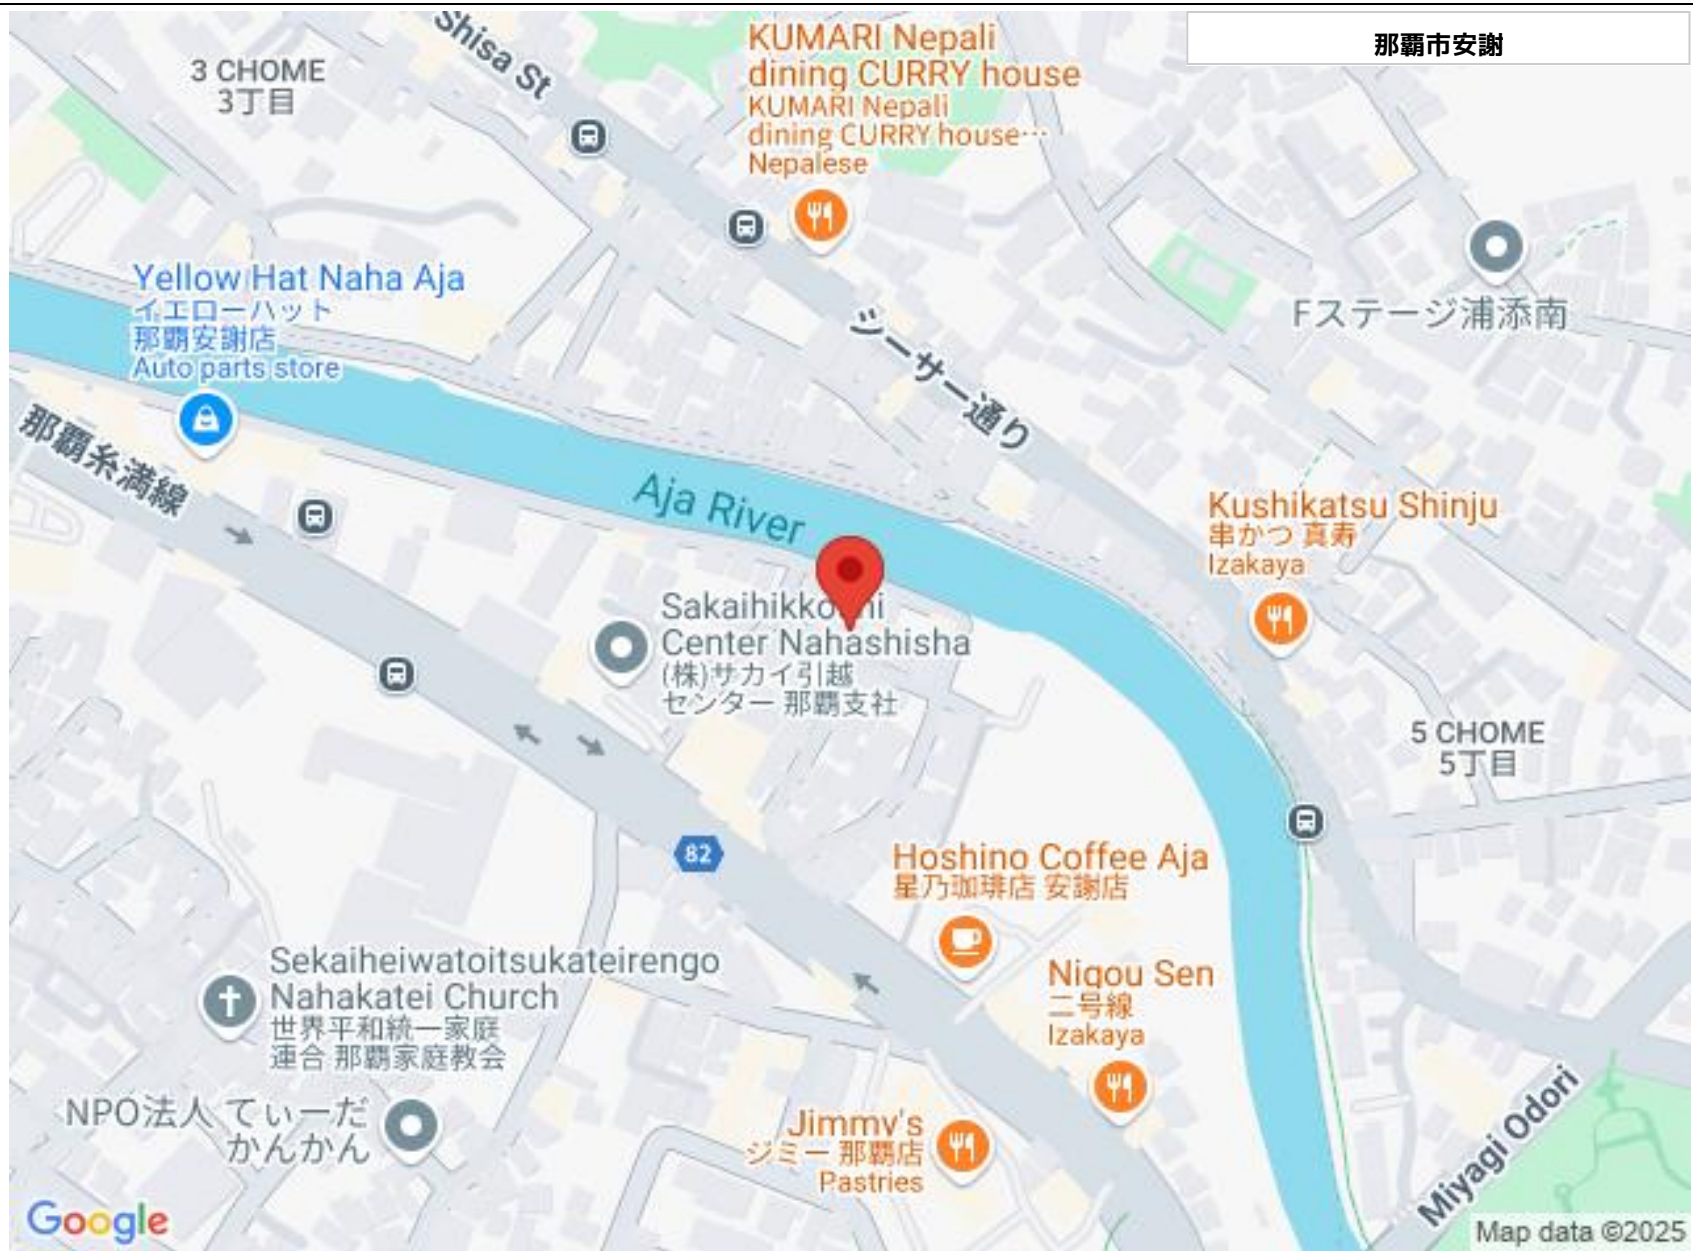 那覇市安謝
Shisa St
3 CHOME
3丁目
KUMARI Nepali
dining CURRY house
KUMARI Nepali
dining CURRY house…
Nepalese
Yellow Hat Naha Aja
イエローハット
那覇安謝店
Auto parts store
Fステージ浦添南
シーサー通り
那覇糸満線
Aja River
Kushikatsu Shinju
串かつ 真寿
Izakaya
Center Nahashisha
(株)サカイ引越
センター 那覇支社
5 CHOME
5丁目
82
Hoshino Coffee Aja
星乃珈琲店 安謝店
Sekaiheiwatoitsukateirengo
Nahakatei Church
世界平和統一家庭
連合 那覇家庭教会
Nigou Sen
二号線
Izakaya
NPO法人 てぃーだ
かんかん
Jimmy's
ジミー 那覇店
Pastries
Miyagi Odori
Google
Map data ©2025